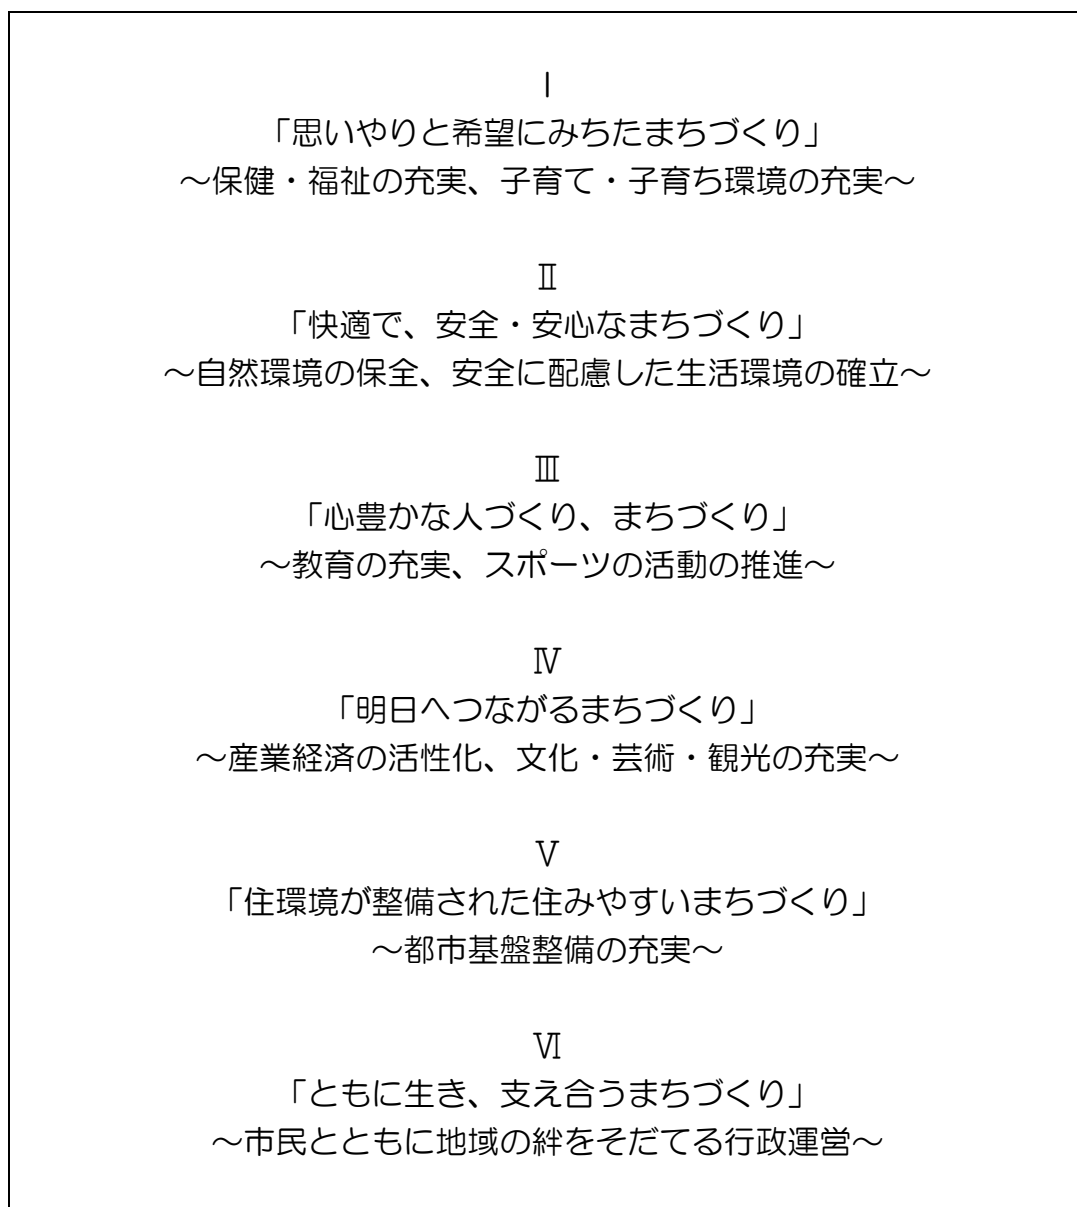 Ⅰ
「思いやりと希望にみちたまちづくり」
～保健・福祉の充実、子育て・子育ち環境の充実～
Ⅱ
「快適で、安全・安心なまちづくり」
～自然環境の保全、安全に配慮した生活環境の確立～
Ⅲ
「心豊かな人づくり、まちづくり」
～教育の充実、スポーツの活動の推進～
Ⅳ
「明日へつながるまちづくり」
～産業経済の活性化、文化・芸術・観光の充実～
Ⅴ
「住環境が整備された住みやすいまちづくり」
～都市基盤整備の充実～
Ⅵ
「ともに生き、支え合うまちづくり」
～市民とともに地域の絆をそだてる行政運営～